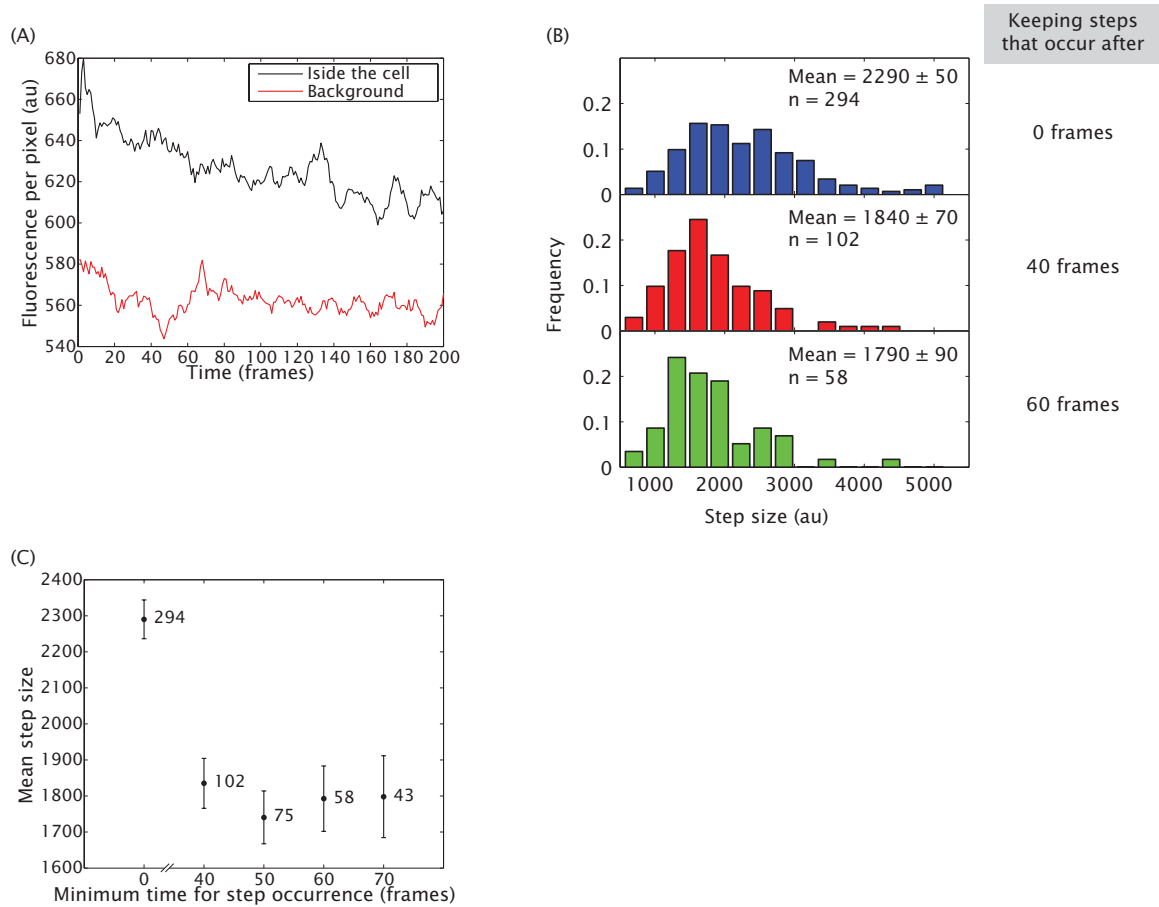 (A)
680
660
640
620
600
580
560
540
0 20 40 60 80 100 120 140 160 180 200
Fluorescence per pixel (au)
Time (frames)
Iside the cell
Background
(B)
Keeping steps
that occur after
Frequency
0.2
0.1
0
Mean = 2290 ± 50
n = 294
0 frames
0.2
0.1
0
Mean = 1840 ± 70
n = 102
40 frames
0.2
0.1
0
Mean = 1790 ± 90
n = 58
60 frames
1000 2000 3000 4000 5000
Step size (au)
(C)
2400
2300
2200
2100
2000
1900
1800
1700
1600
Mean step size
294
102
75
58
43
0 // 40 50 60 70
Minimum time for step occurrence (frames)